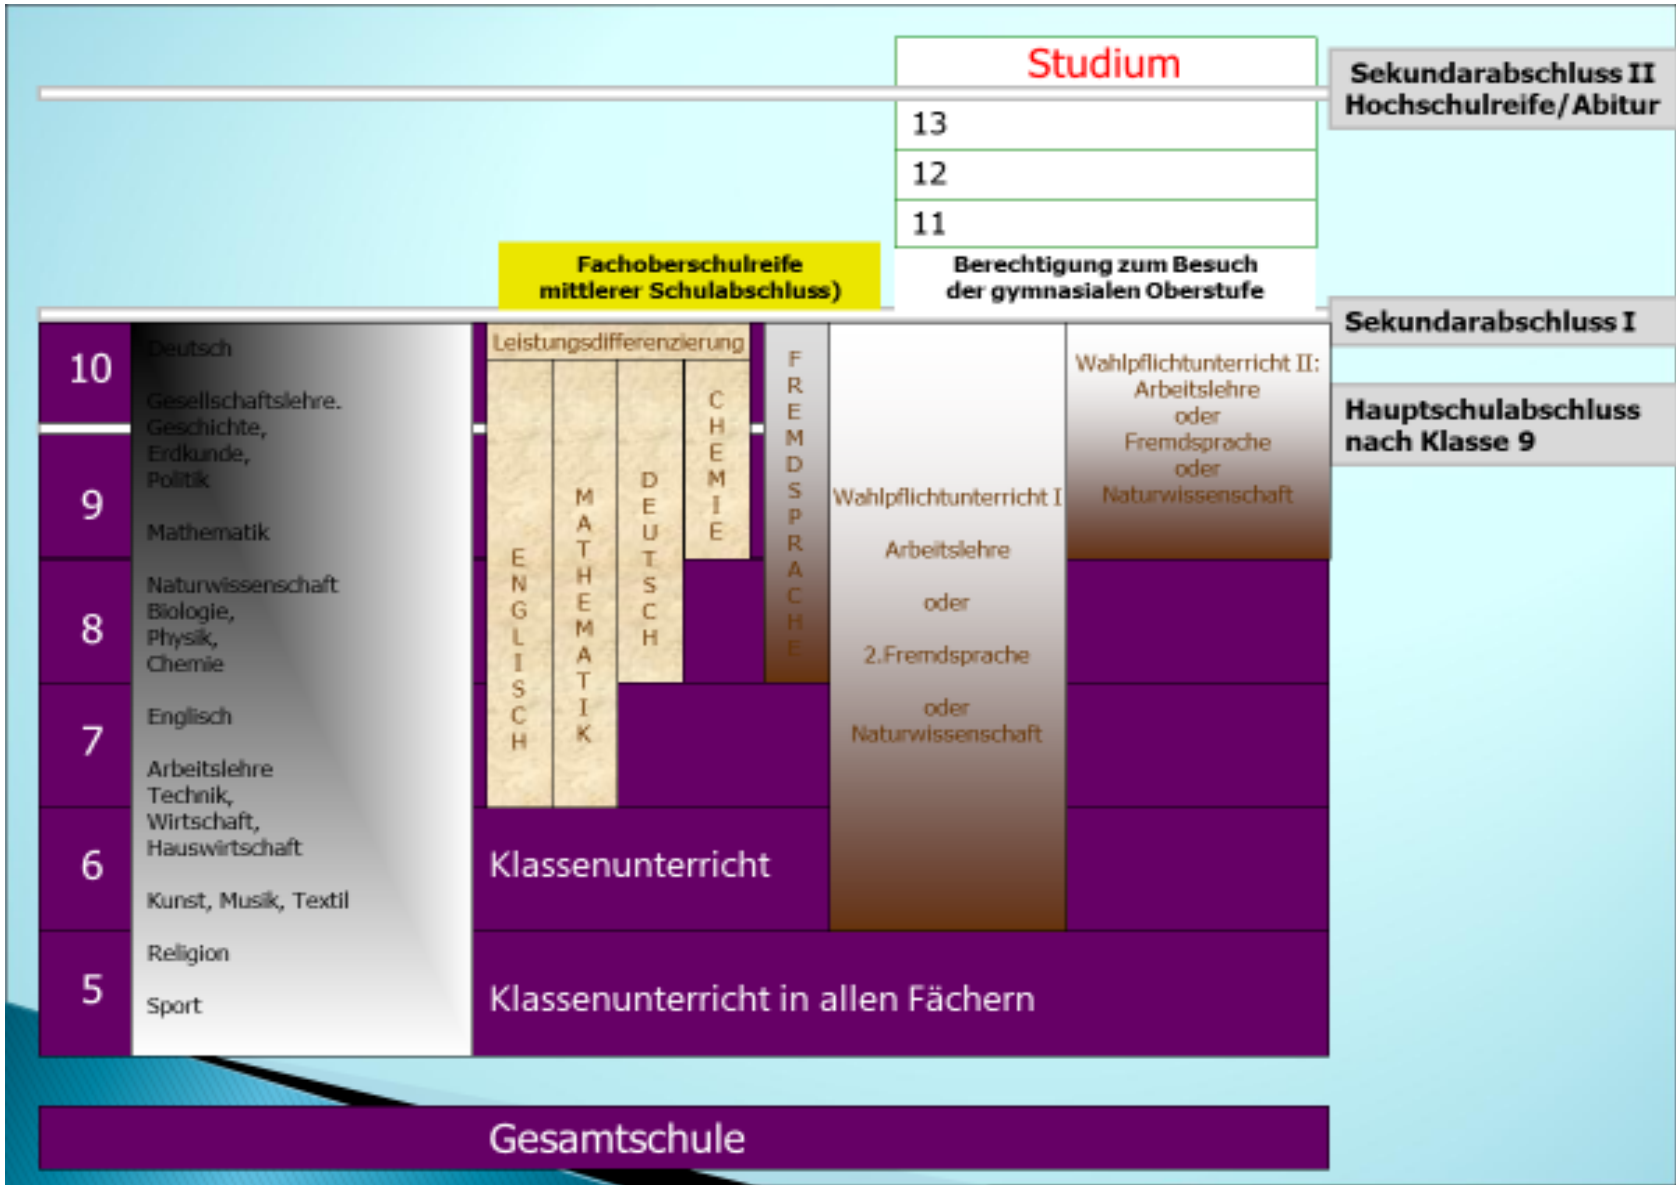 Studium
Sekundarabschluss II
Hochschulreife/Abitur
13
12
11
Fachoberschulreife
mittlerer Schulabschluss)
Berechtigung zum Besuch
der gymnasialen Oberstufe
Sekundarabschluss I
Hauptschulabschluss
nach Klasse 9
10
9
8
7
6
5
Deutsch
Gesellschaftslehre.
Geschichte,
Erdkunde,
Politik
Mathematik
Naturwissenschaft
Biologie,
Physik,
Chemie
Englisch
Arbeitslehre
Technik,
Wirtschaft,
Hauswirtschaft
Kunst, Musik, Textil
Religion
Sport
Leistungsdifferenzierung
ENGLISCH
MATHEMATIK
DEUTSCH
CHEMIE
FREMDSPRACHE
Wahlpflichtunterricht I
Arbeitslehre
oder
2.Fremdsprache
oder
Naturwissenschaft
Wahlpflichtunterricht II:
Arbeitslehre
oder
Fremdsprache
oder
Naturwissenschaft
Klassenunterricht
Klassenunterricht in allen Fächern
Gesamtschule